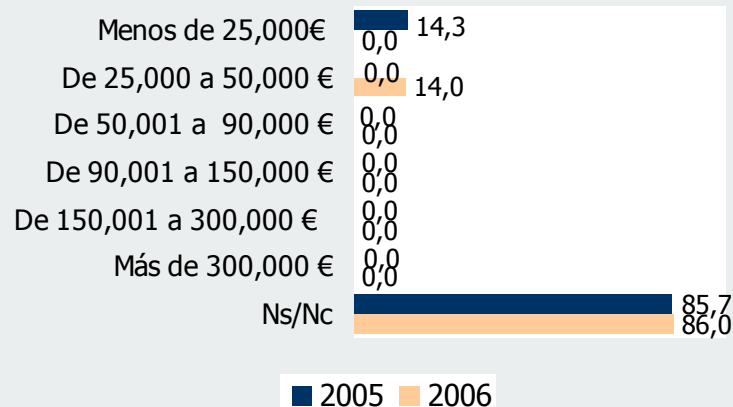 Menos de 25,000€ 14,3
0,0
De 25,000 a 50,000 € 0,0
14,0
De 50,001 a 90,000 € 0,0
0,0
De 90,001 a 150,000 € 0,0
0,0
De 150,001 a 300,000 € 0,0
0,0
Más de 300,000 € 0,0
0,0
Ns/Nc 85,7
86,0
2005 2006